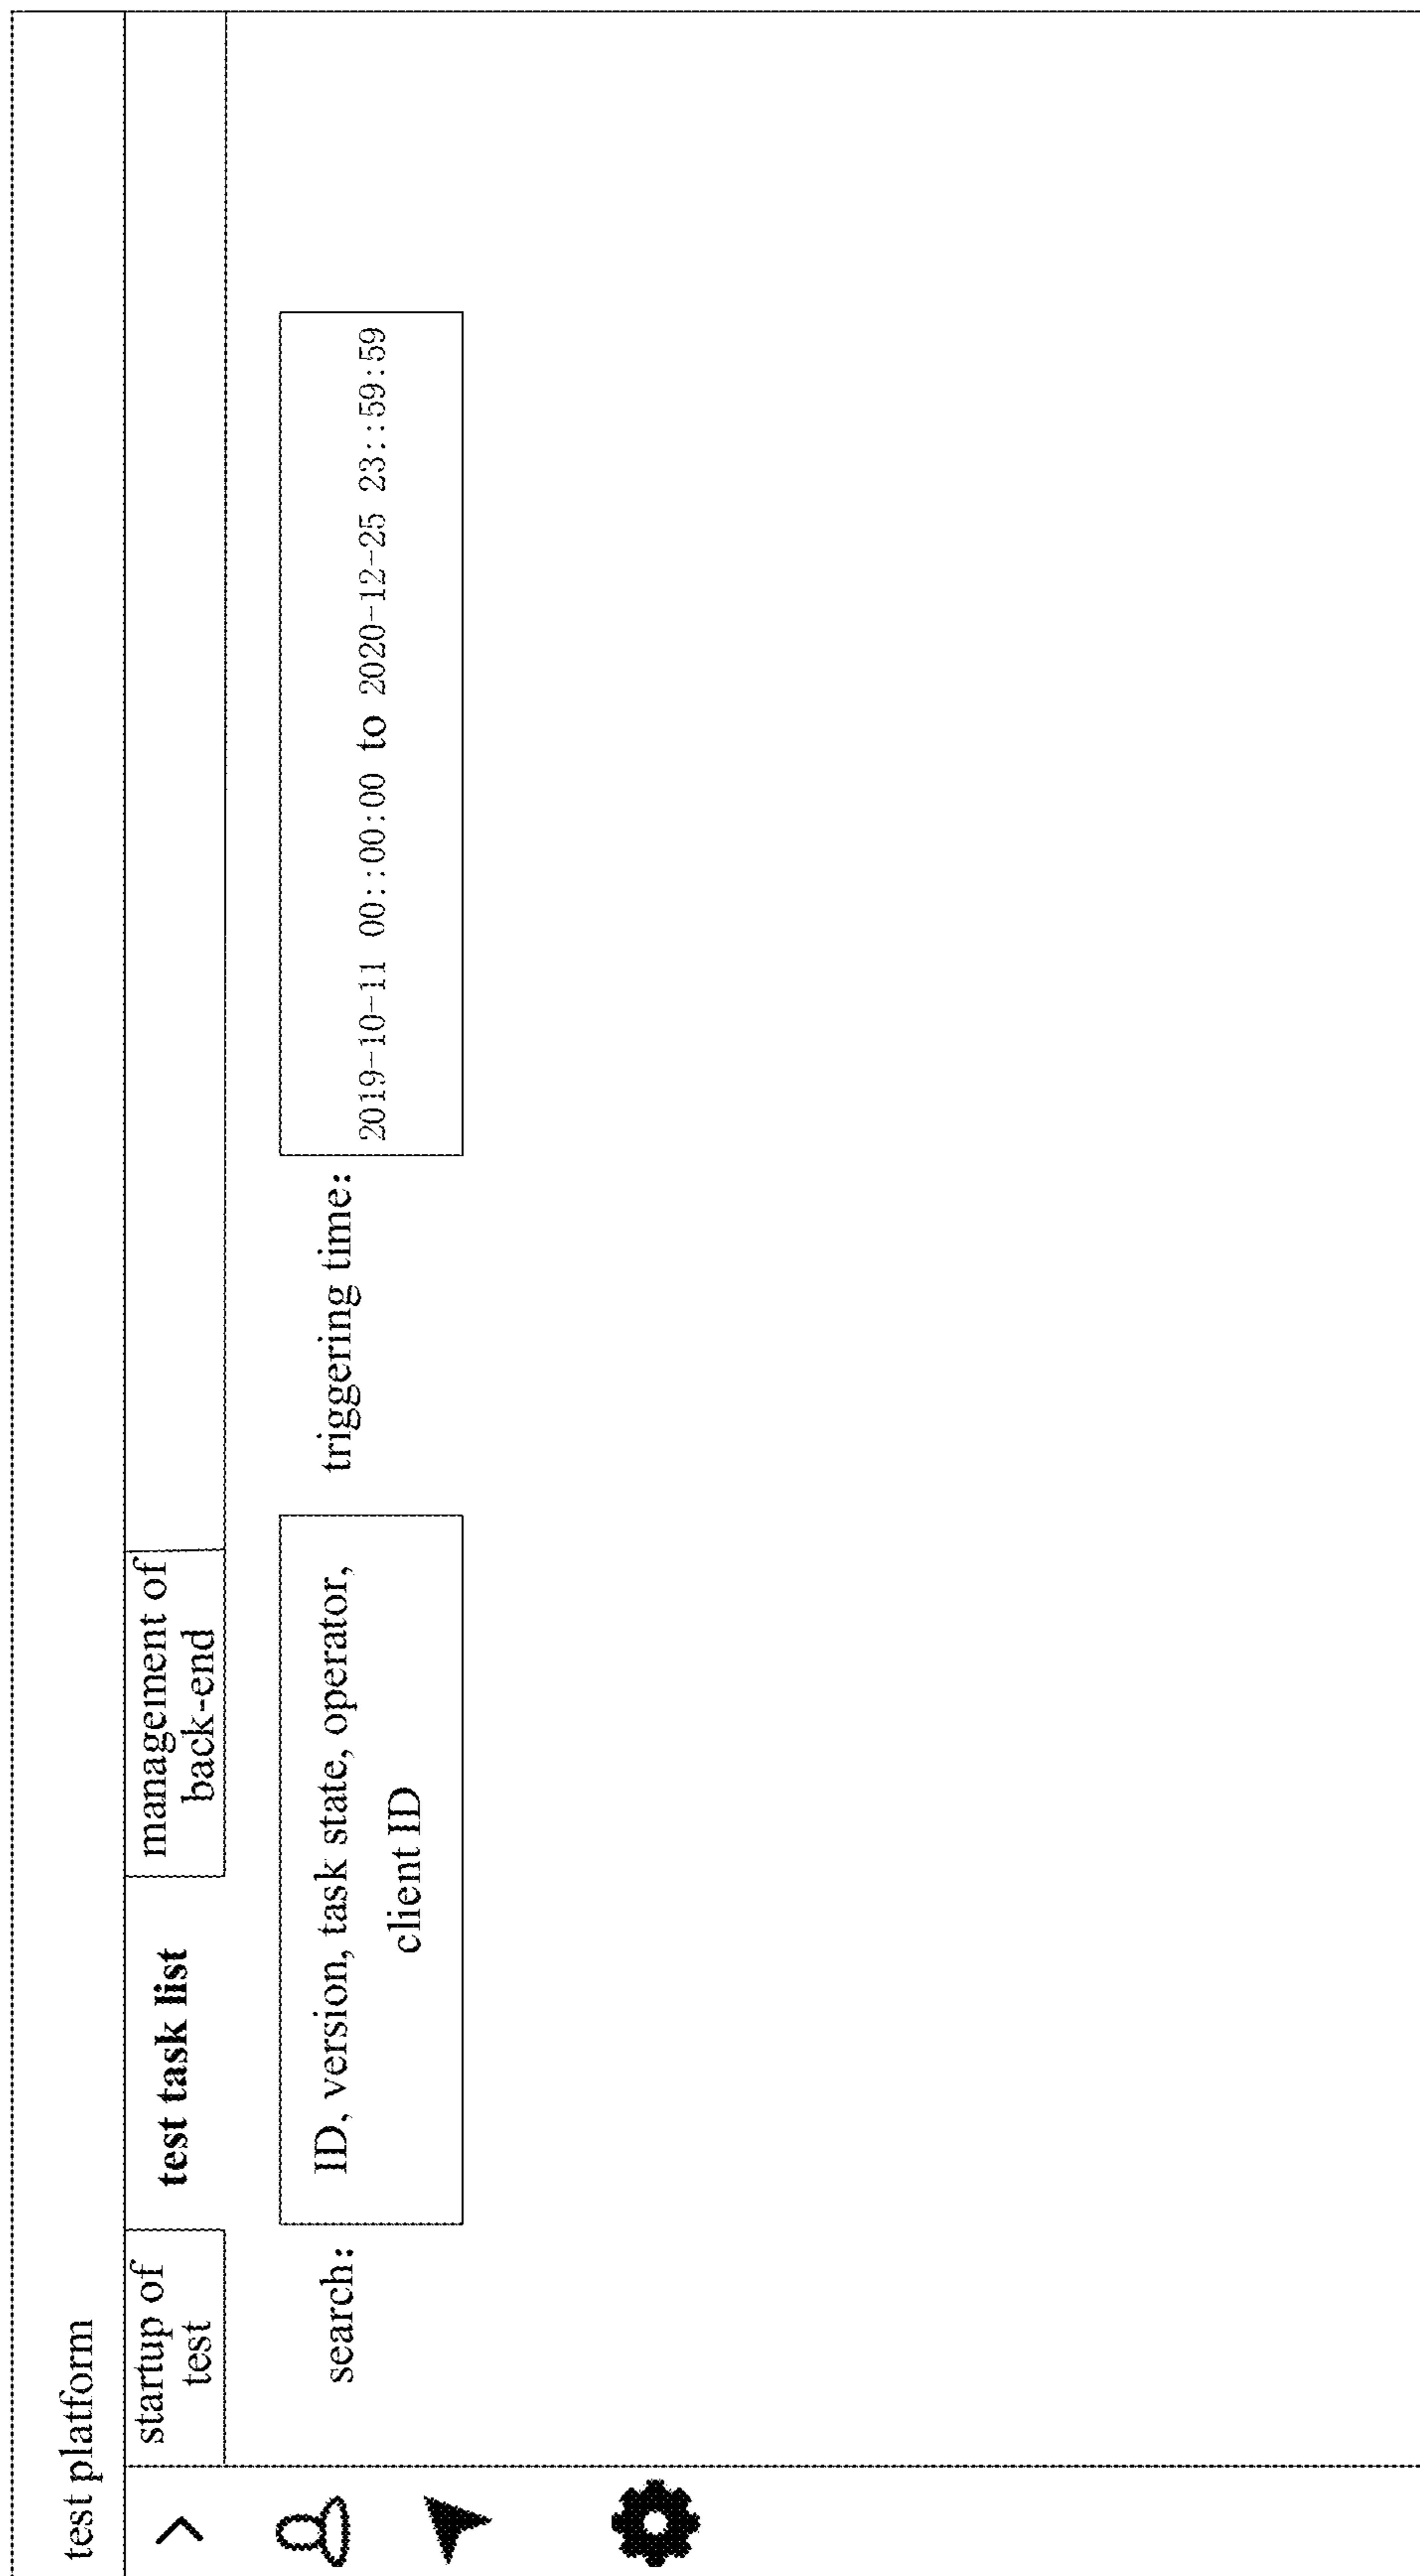 test platform
startup of
test
test task list
management of
back-end
search:
ID, version, task state, operator,
client ID
triggering time:
2019-10-11 00::00:00 to 2020-12-25 23::59:59